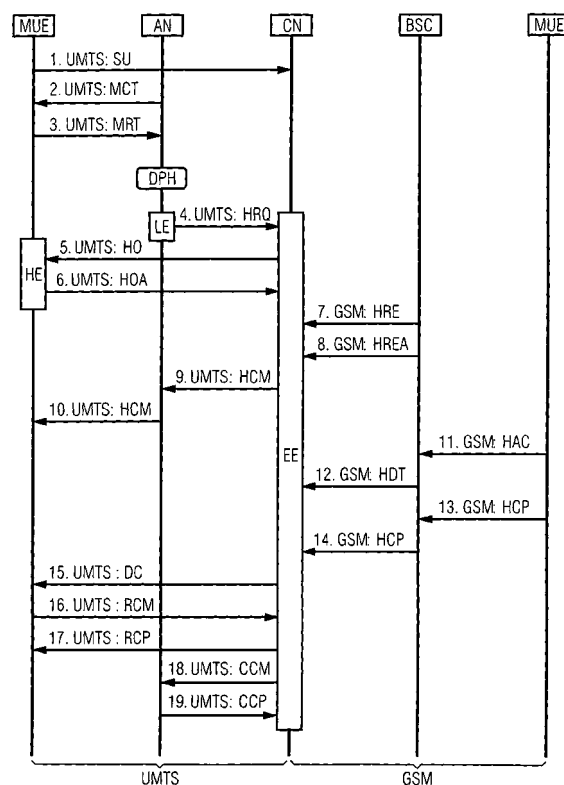 MUE AN CN BSC MUE
1. UMTS: SU
2. UMTS: MCT
3. UMTS: MRT
DPH
LE
4. UMTS: HRQ
5. UMTS: HO
HE
6. UMTS: HOA
7. GSM: HRE
8. GSM: HREA
9. UMTS: HCM
10. UMTS: HCM
11. GSM: HAC
EE
12. GSM: HDT
13. GSM: HCP
14. GSM: HCP
15. UMTS : DC
16. UMTS : RCM
17. UMTS : RCP
18. UMTS: CCM
19. UMTS: CCP
UMTS GSM